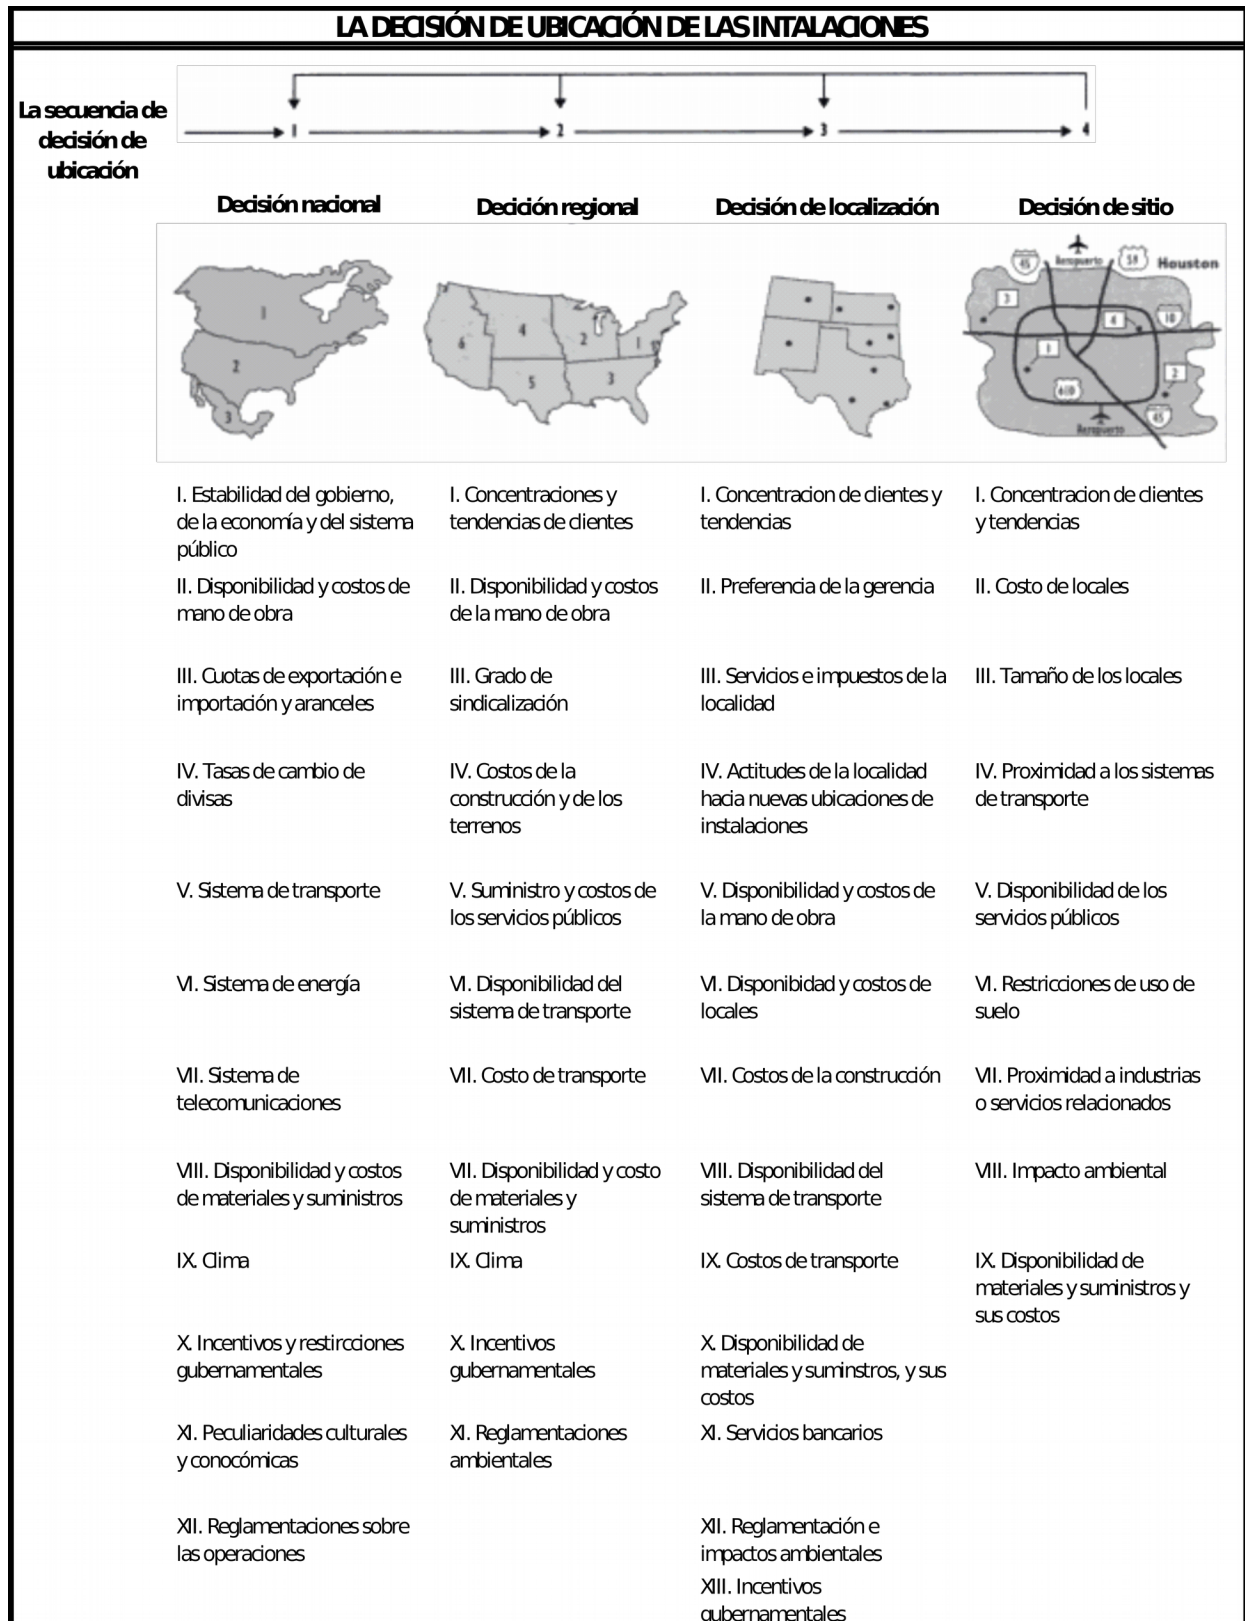 LA DECISIÓN DE UBICACIÓN DE LAS INTALACIONES
La secuencia de
decisión de
ubicación
1 2 3 4
Decisión nacional
Decición regional
Decisión de localización
Decisión de sitio
1
2
3
6
4
2
1
5
3
45
Aeropuerto
59
Houston
3
4
10
1
2
610
45
Aeropuerto
I. Estabilidad del gobierno,
de la economía y del sistema
público
II. Disponibilidad y costos de
mano de obra
III. Cuotas de exportación e
importación y aranceles
IV. Tasas de cambio de
divisas
V. Sistema de transporte
VI. Sistema de energía
VII. Sistema de
telecomunicaciones
VIII. Disponibilidad y costos
de materiales y suministros
IX. Clima
X. Incentivos y restircciones
gubernamentales
XI. Peculiaridades culturales
y conocómicas
XII. Reglamentaciones sobre
las operaciones
I. Concentraciones y
tendencias de clientes
II. Disponibilidad y costos
de la mano de obra
III. Grado de
sindicalización
IV. Costos de la
construcción y de los
terrenos
V. Suministro y costos de
los servicios públicos
VI. Disponibilidad del
sistema de transporte
VII. Costo de transporte
VII. Disponibilidad y costo
de materiales y
suministros
IX. Clima
X. Incentivos
gubernamentales
XI. Reglamentaciones
ambientales
I. Concentracion de clientes y
tendencias
II. Preferencia de la gerencia
III. Servicios e impuestos de la
localidad
IV. Actitudes de la localidad
hacia nuevas ubicaciones de
instalaciones
V. Disponibilidad y costos de
la mano de obra
VI. Disponibidad y costos de
locales
VII. Costos de la construcción
VIII. Disponibilidad del
sistema de transporte
IX. Costos de transporte
X. Disponibilidad de
materiales y suminstros, y sus
costos
XI. Servicios bancarios
XII. Reglamentación e
impactos ambientales
XIII. Incentivos
gubernamentales
I. Concentracion de clientes
y tendencias
II. Costo de locales
III. Tamaño de los locales
IV. Proximidad a los sistemas
de transporte
V. Disponibilidad de los
servicios públicos
VI. Restricciones de uso de
suelo
VII. Proximidad a industrias
o servicios relacionados
VIII. Impacto ambiental
IX. Disponibilidad de
materiales y suministros y
sus costos